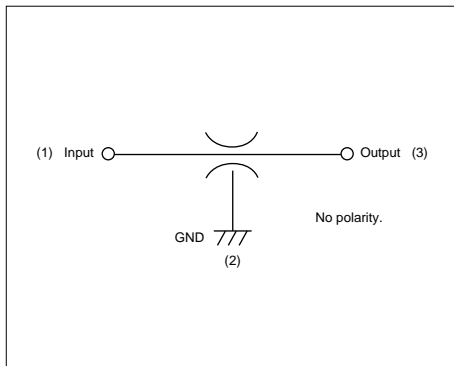 (1) Input Output (3)
No polarity.
GND
(2)